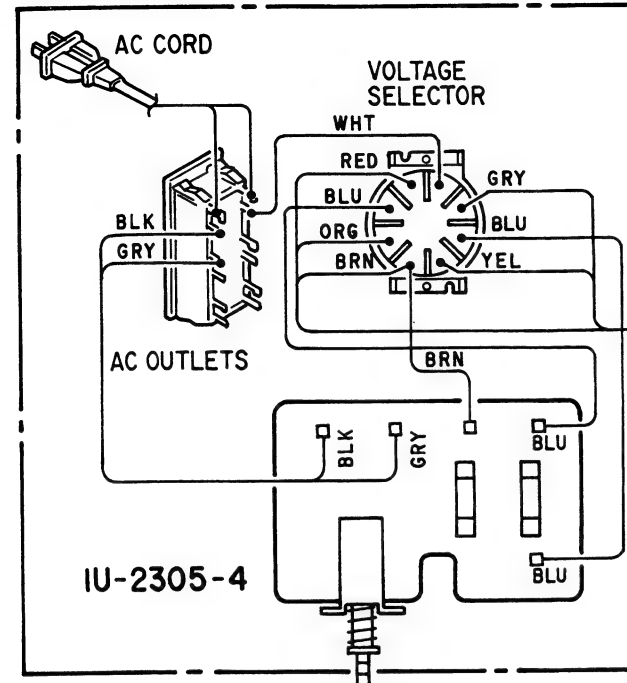 AC CORD
VOLTAGE
SELECTOR
WHT
RED
GRY
BLU
BLK
ORG
BLU
GRY
BRN
YEL
AC OUTLETS
BRN
BLK
GRY
BLU
1U-2305-4
BLU